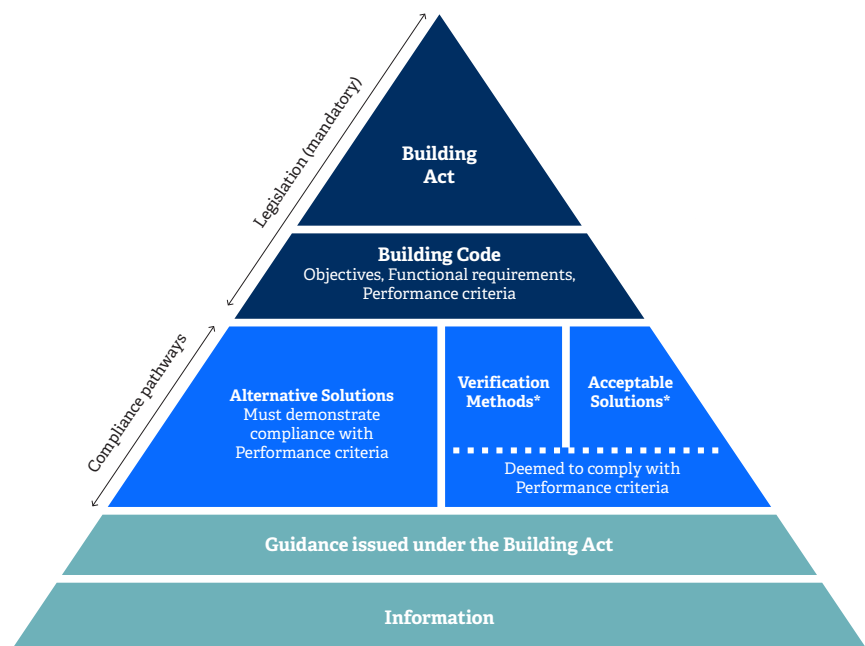 Legislation (mandatory)
Building
Act
Building Code
Objectives, Functional requirements,
Performance criteria
Compliance pathways
Alternative Solutions
Must demonstrate
compliance with
Performance criteria
Verification
Methods*
Acceptable
Solutions*
Deemed to comply with
Performance criteria
Guidance issued under the Building Act
Information